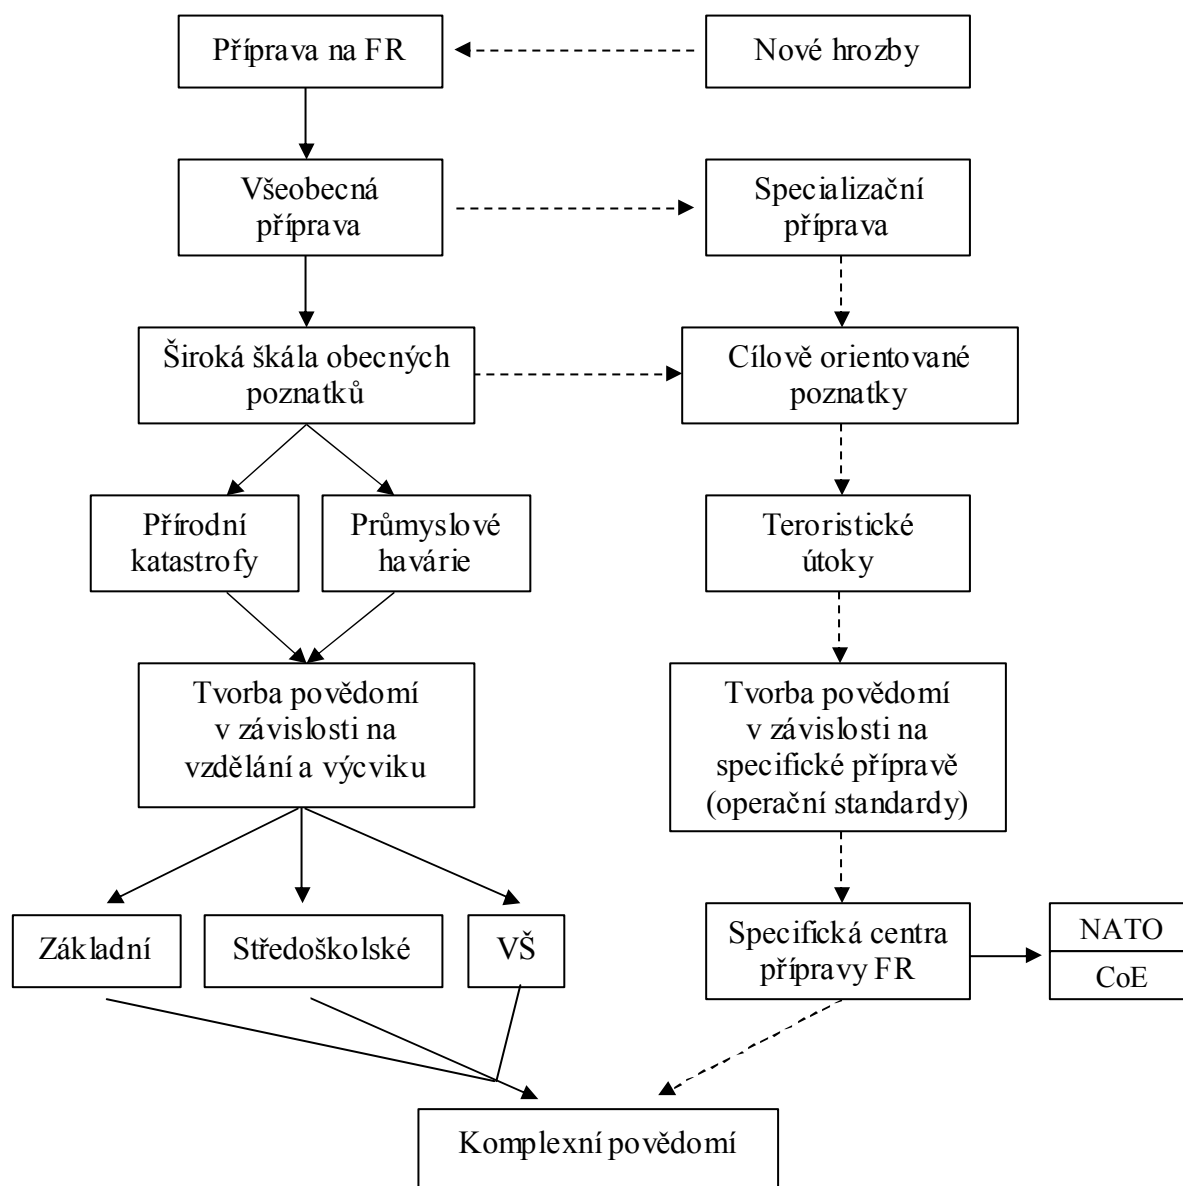 Příprava na FR
Nové hrozby
Všeobecná
příprava
Specializační
příprava
Široká škála obecných
poznatků
Cílově orientované
poznatky
Přírodní
katastrofy
Průmyslové
havárie
Teroristické
útoky
Tvorba povědomí
v závislosti na
vzdělání a výcviku
Tvorba povědomí
v závislosti na
specifické přípravě
(operační standardy)
Základní
Středoškolské
VŠ
Specifická centra
přípravy FR
NATO
CoE
Komplexní povědomí